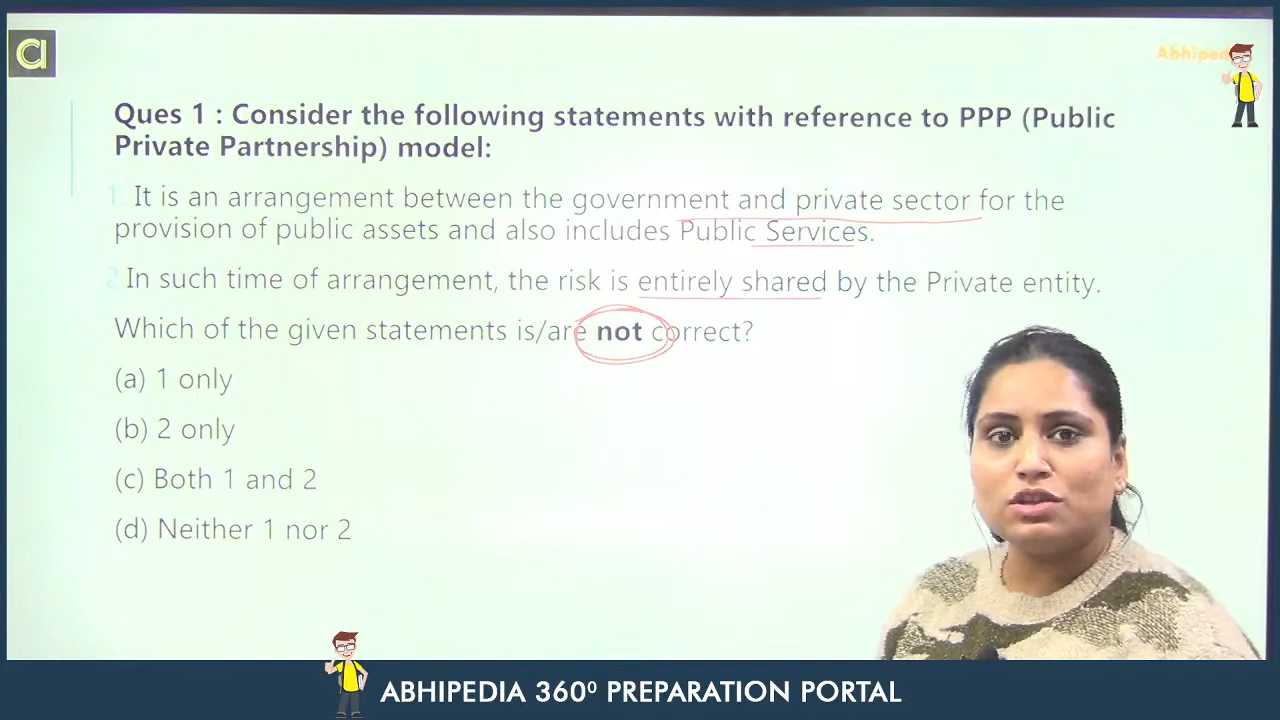 a
Abhiped
Ques 1 : Consider the following statements with reference to PPP (Public
Private Partnership) model:
1. It is an arrangement between the government and private sector for the
provision of public assets and also includes Public Services.
2 In such time of arrangement, the risk is entirely shared by the Private entity.
Which of the given statements is/are not correct?
(a) 1 only
(b) 2 only
(c) Both 1 and 2
(d) Neither 1 nor 2
ABHIPEDIA 360⁰ PREPARATION PORTAL